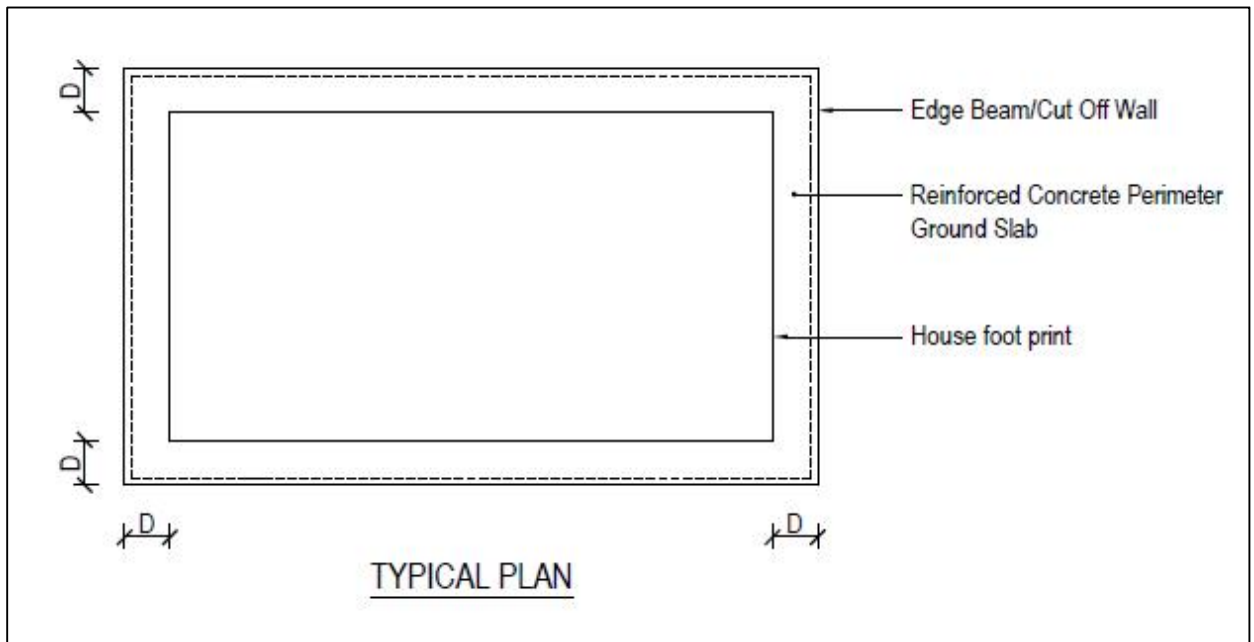 D
Edge Beam/Cut Off Wall
Reinforced Concrete Perimeter
Ground Slab
House foot print
D
D
D
TYPICAL PLAN